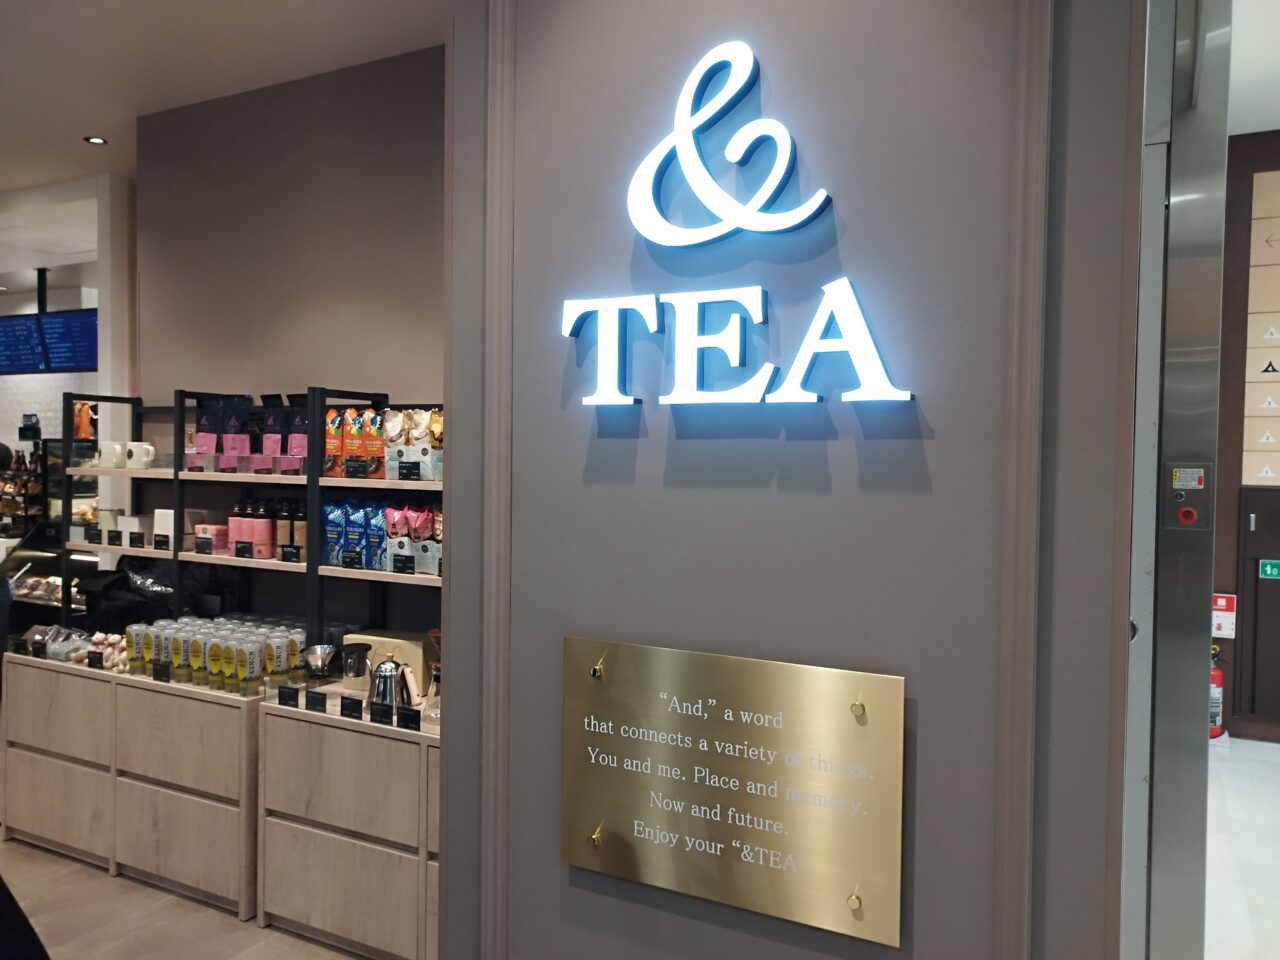 &
TEA
“And,” a word
that connects a variety of things.
You and me. Place and memory.
Now and future.
Enjoy your “&TEA”